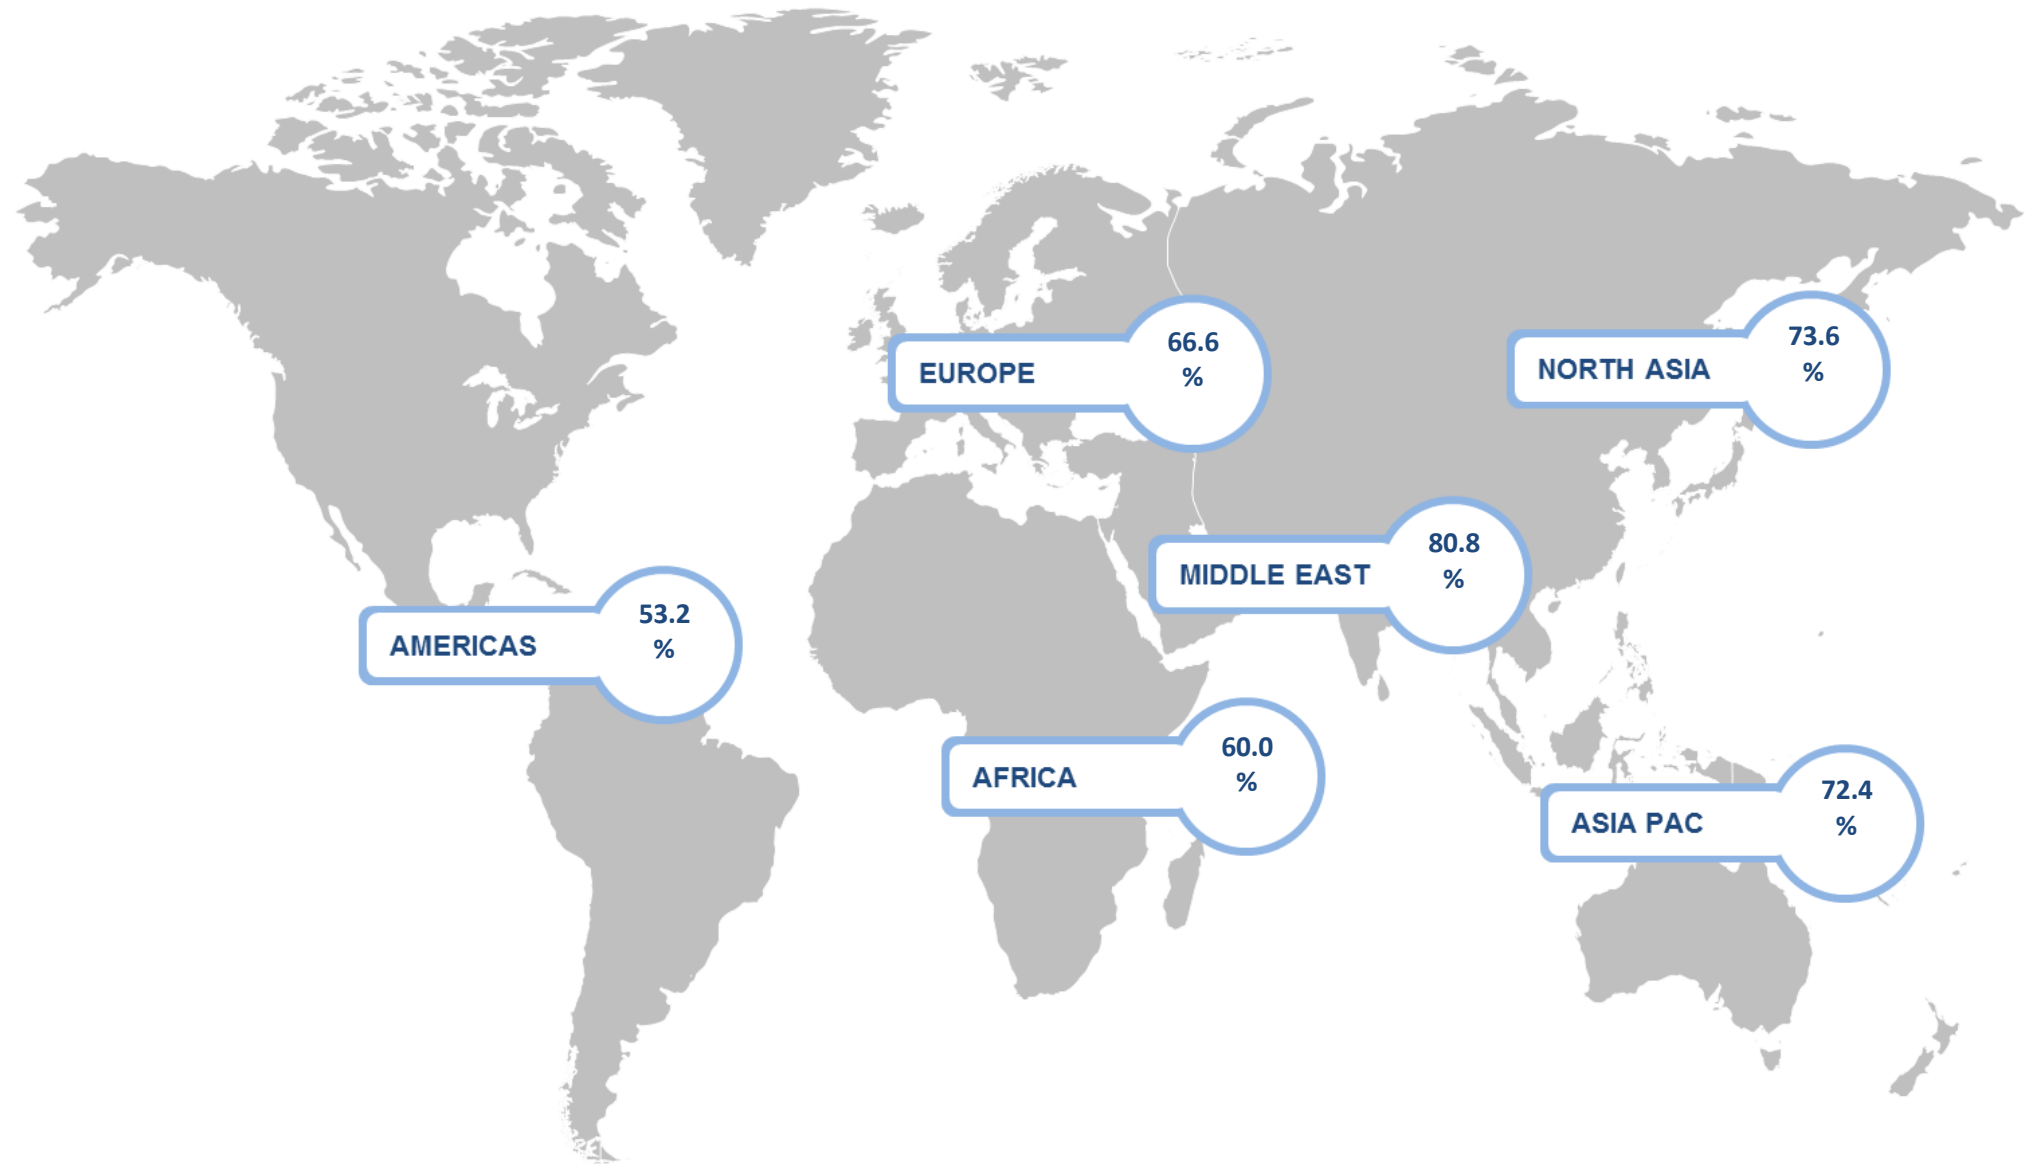 EUROPE
66.6
%
NORTH ASIA
73.6
%
MIDDLE EAST
80.8
%
AMERICAS
53.2
%
AFRICA
60.0
%
ASIA PAC
72.4
%